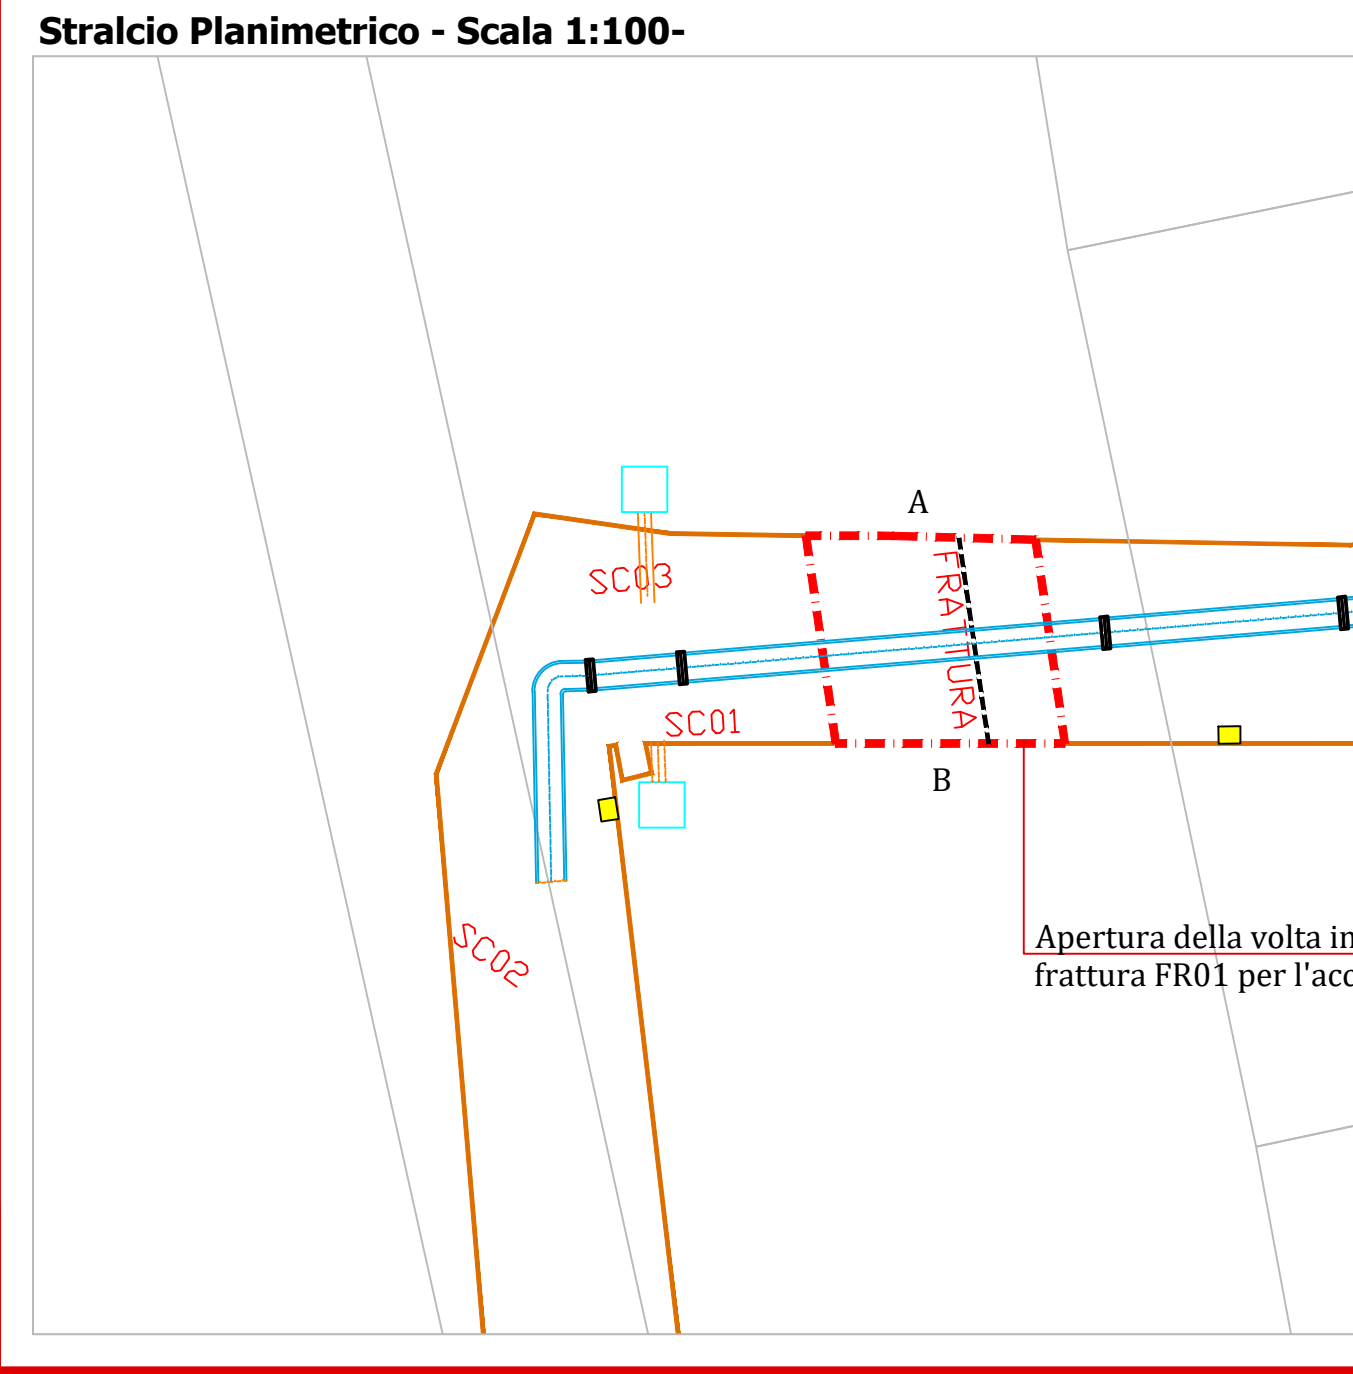 Stralcio Planimetrico - Scala 1:100-
A
SC03
FRATTURA
SC01
B
SC02
Apertura della volta in
frattura FR01 per l'acc